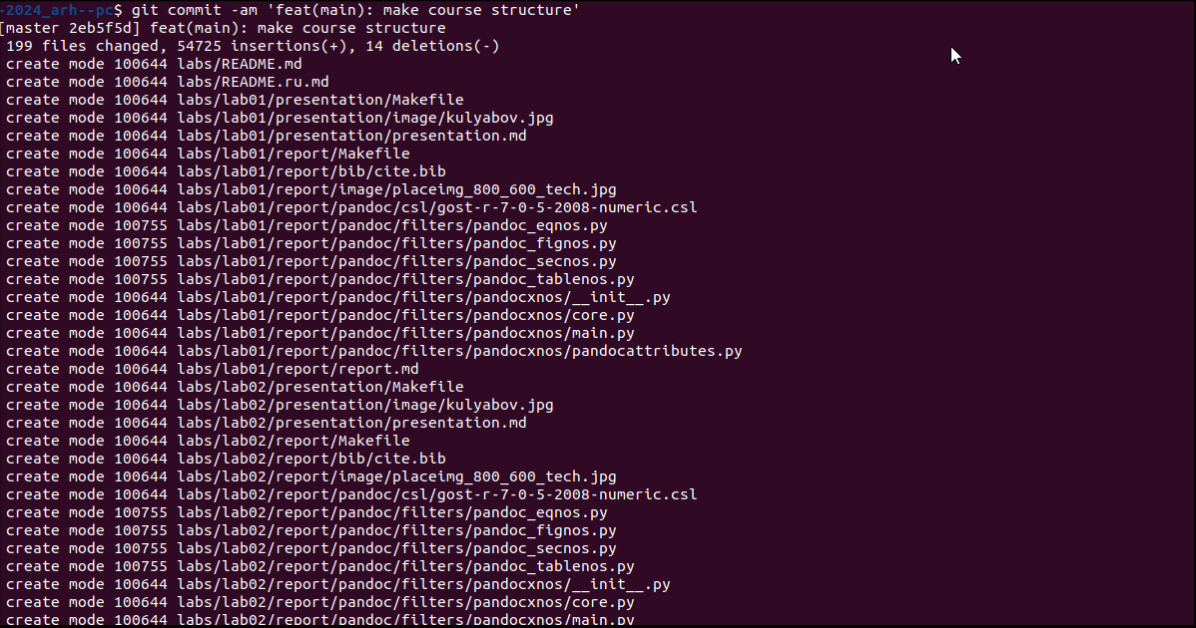 -2024_arh--pc$ git commit -am 'feat(main): make course structure'
[master 2eb5f5d] feat(main): make course structure
 199 files changed, 54725 insertions(+), 14 deletions(-)
 create mode 100644 labs/README.md
 create mode 100644 labs/README.ru.md
 create mode 100644 labs/lab01/presentation/Makefile
 create mode 100644 labs/lab01/presentation/image/kulyabov.jpg
 create mode 100644 labs/lab01/presentation/presentation.md
 create mode 100644 labs/lab01/report/Makefile
 create mode 100644 labs/lab01/report/bib/cite.bib
 create mode 100644 labs/lab01/report/image/placeimg_800_600_tech.jpg
 create mode 100644 labs/lab01/report/pandoc/csl/gost-r-7-0-5-2008-numeric.csl
 create mode 100755 labs/lab01/report/pandoc/filters/pandoc_eqnos.py
 create mode 100755 labs/lab01/report/pandoc/filters/pandoc_fignos.py
 create mode 100755 labs/lab01/report/pandoc/filters/pandoc_secnos.py
 create mode 100755 labs/lab01/report/pandoc/filters/pandoc_tablenos.py
 create mode 100644 labs/lab01/report/pandoc/filters/pandocxnos/__init__.py
 create mode 100644 labs/lab01/report/pandoc/filters/pandocxnos/core.py
 create mode 100644 labs/lab01/report/pandoc/filters/pandocxnos/main.py
 create mode 100644 labs/lab01/report/pandoc/filters/pandocxnos/pandocattributes.py
 create mode 100644 labs/lab01/report/report.md
 create mode 100644 labs/lab02/presentation/Makefile
 create mode 100644 labs/lab02/presentation/image/kulyabov.jpg
 create mode 100644 labs/lab02/presentation/presentation.md
 create mode 100644 labs/lab02/report/Makefile
 create mode 100644 labs/lab02/report/bib/cite.bib
 create mode 100644 labs/lab02/report/image/placeimg_800_600_tech.jpg
 create mode 100644 labs/lab02/report/pandoc/csl/gost-r-7-0-5-2008-numeric.csl
 create mode 100755 labs/lab02/report/pandoc/filters/pandoc_eqnos.py
 create mode 100755 labs/lab02/report/pandoc/filters/pandoc_fignos.py
 create mode 100755 labs/lab02/report/pandoc/filters/pandoc_secnos.py
 create mode 100755 labs/lab02/report/pandoc/filters/pandoc_tablenos.py
 create mode 100644 labs/lab02/report/pandoc/filters/pandocxnos/__init__.py
 create mode 100644 labs/lab02/report/pandoc/filters/pandocxnos/core.py
 create mode 100644 labs/lab02/report/pandoc/filters/pandocxnos/main.py